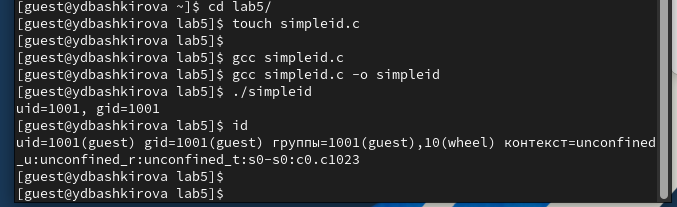 [guest@ydbashkirova ~]$ cd lab5/
[guest@ydbashkirova lab5]$ touch simpleid.c
[guest@ydbashkirova lab5]$
[guest@ydbashkirova lab5]$ gcc simpleid.c
[guest@ydbashkirova lab5]$ gcc simpleid.c -o simpleid
[guest@ydbashkirova lab5]$ ./simpleid
uid=1001, gid=1001
[guest@ydbashkirova lab5]$ id
uid=1001(guest) gid=1001(guest) группы=1001(guest),10(wheel) контекст=unconfined
_u:unconfined_r:unconfined_t:s0-s0:c0.c1023
[guest@ydbashkirova lab5]$
[guest@ydbashkirova lab5]$